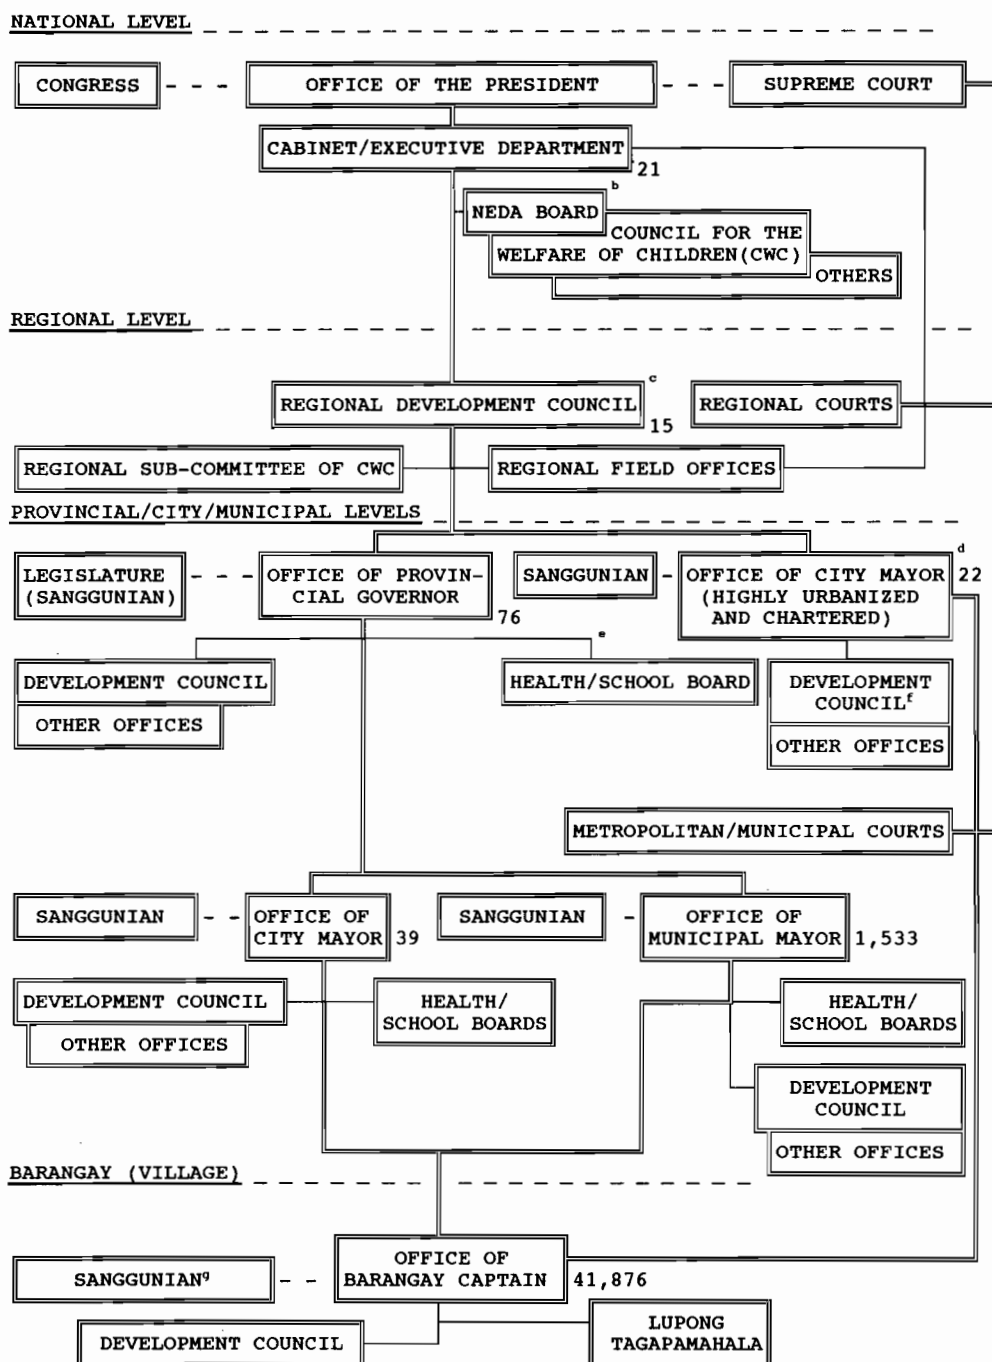 NATIONAL LEVEL
CONGRESS
OFFICE OF THE PRESIDENT
SUPREME COURT
CABINET/EXECUTIVE DEPARTMENT
21
b
NEDA BOARD
COUNCIL FOR THE
WELFARE OF CHILDREN(CWC)
OTHERS
REGIONAL LEVEL
c
REGIONAL DEVELOPMENT COUNCIL
15
REGIONAL COURTS
REGIONAL SUB-COMMITTEE OF CWC
REGIONAL FIELD OFFICES
PROVINCIAL/CITY/MUNICIPAL LEVELS
LEGISLATURE
(SANGGUNIAN)
OFFICE OF PROVIN-
CIAL GOVERNOR
76
SANGGUNIAN
d
OFFICE OF CITY MAYOR
(HIGHLY URBANIZED
AND CHARTERED)
22
e
DEVELOPMENT COUNCIL
OTHER OFFICES
HEALTH/SCHOOL BOARD
DEVELOPMENT
COUNCILf
OTHER OFFICES
METROPOLITAN/MUNICIPAL COURTS
SANGGUNIAN
OFFICE OF
CITY MAYOR
39
SANGGUNIAN
OFFICE OF
MUNICIPAL MAYOR
1,533
DEVELOPMENT COUNCIL
OTHER OFFICES
HEALTH/
SCHOOL BOARDS
HEALTH/
SCHOOL BOARDS
DEVELOPMENT
COUNCIL
OTHER OFFICES
BARANGAY (VILLAGE)
SANGGUNIANg
OFFICE OF
BARANGAY CAPTAIN
41,876
DEVELOPMENT COUNCIL
LUPONG
TAGAPAMAHALA